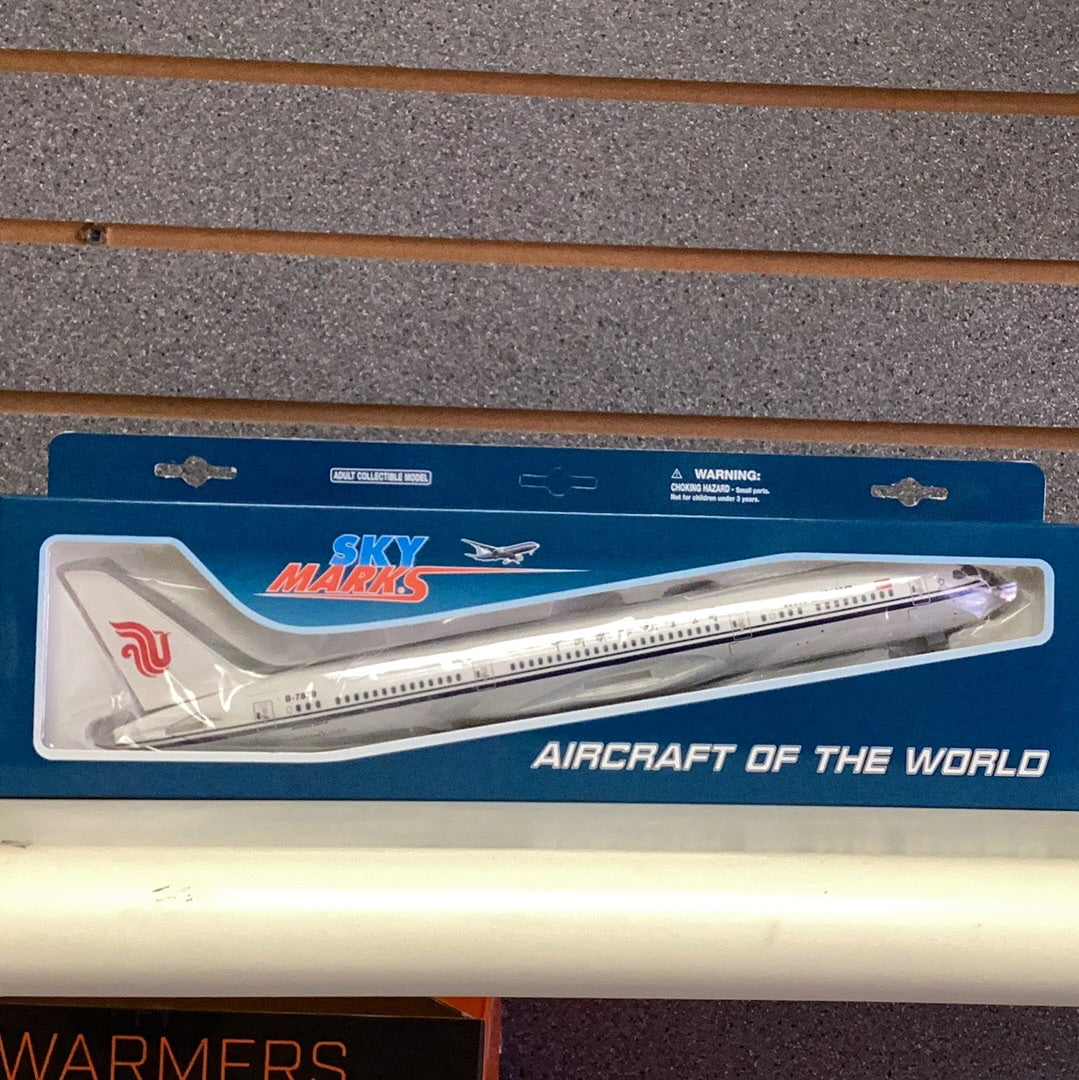 ADULT COLLECTIBLE MODEL
WARNING:
CHOKING HAZARD - Small parts.
Not for children under 3 years.
SKY
MARKS
AIRCRAFT OF THE WORLD
WARMERS